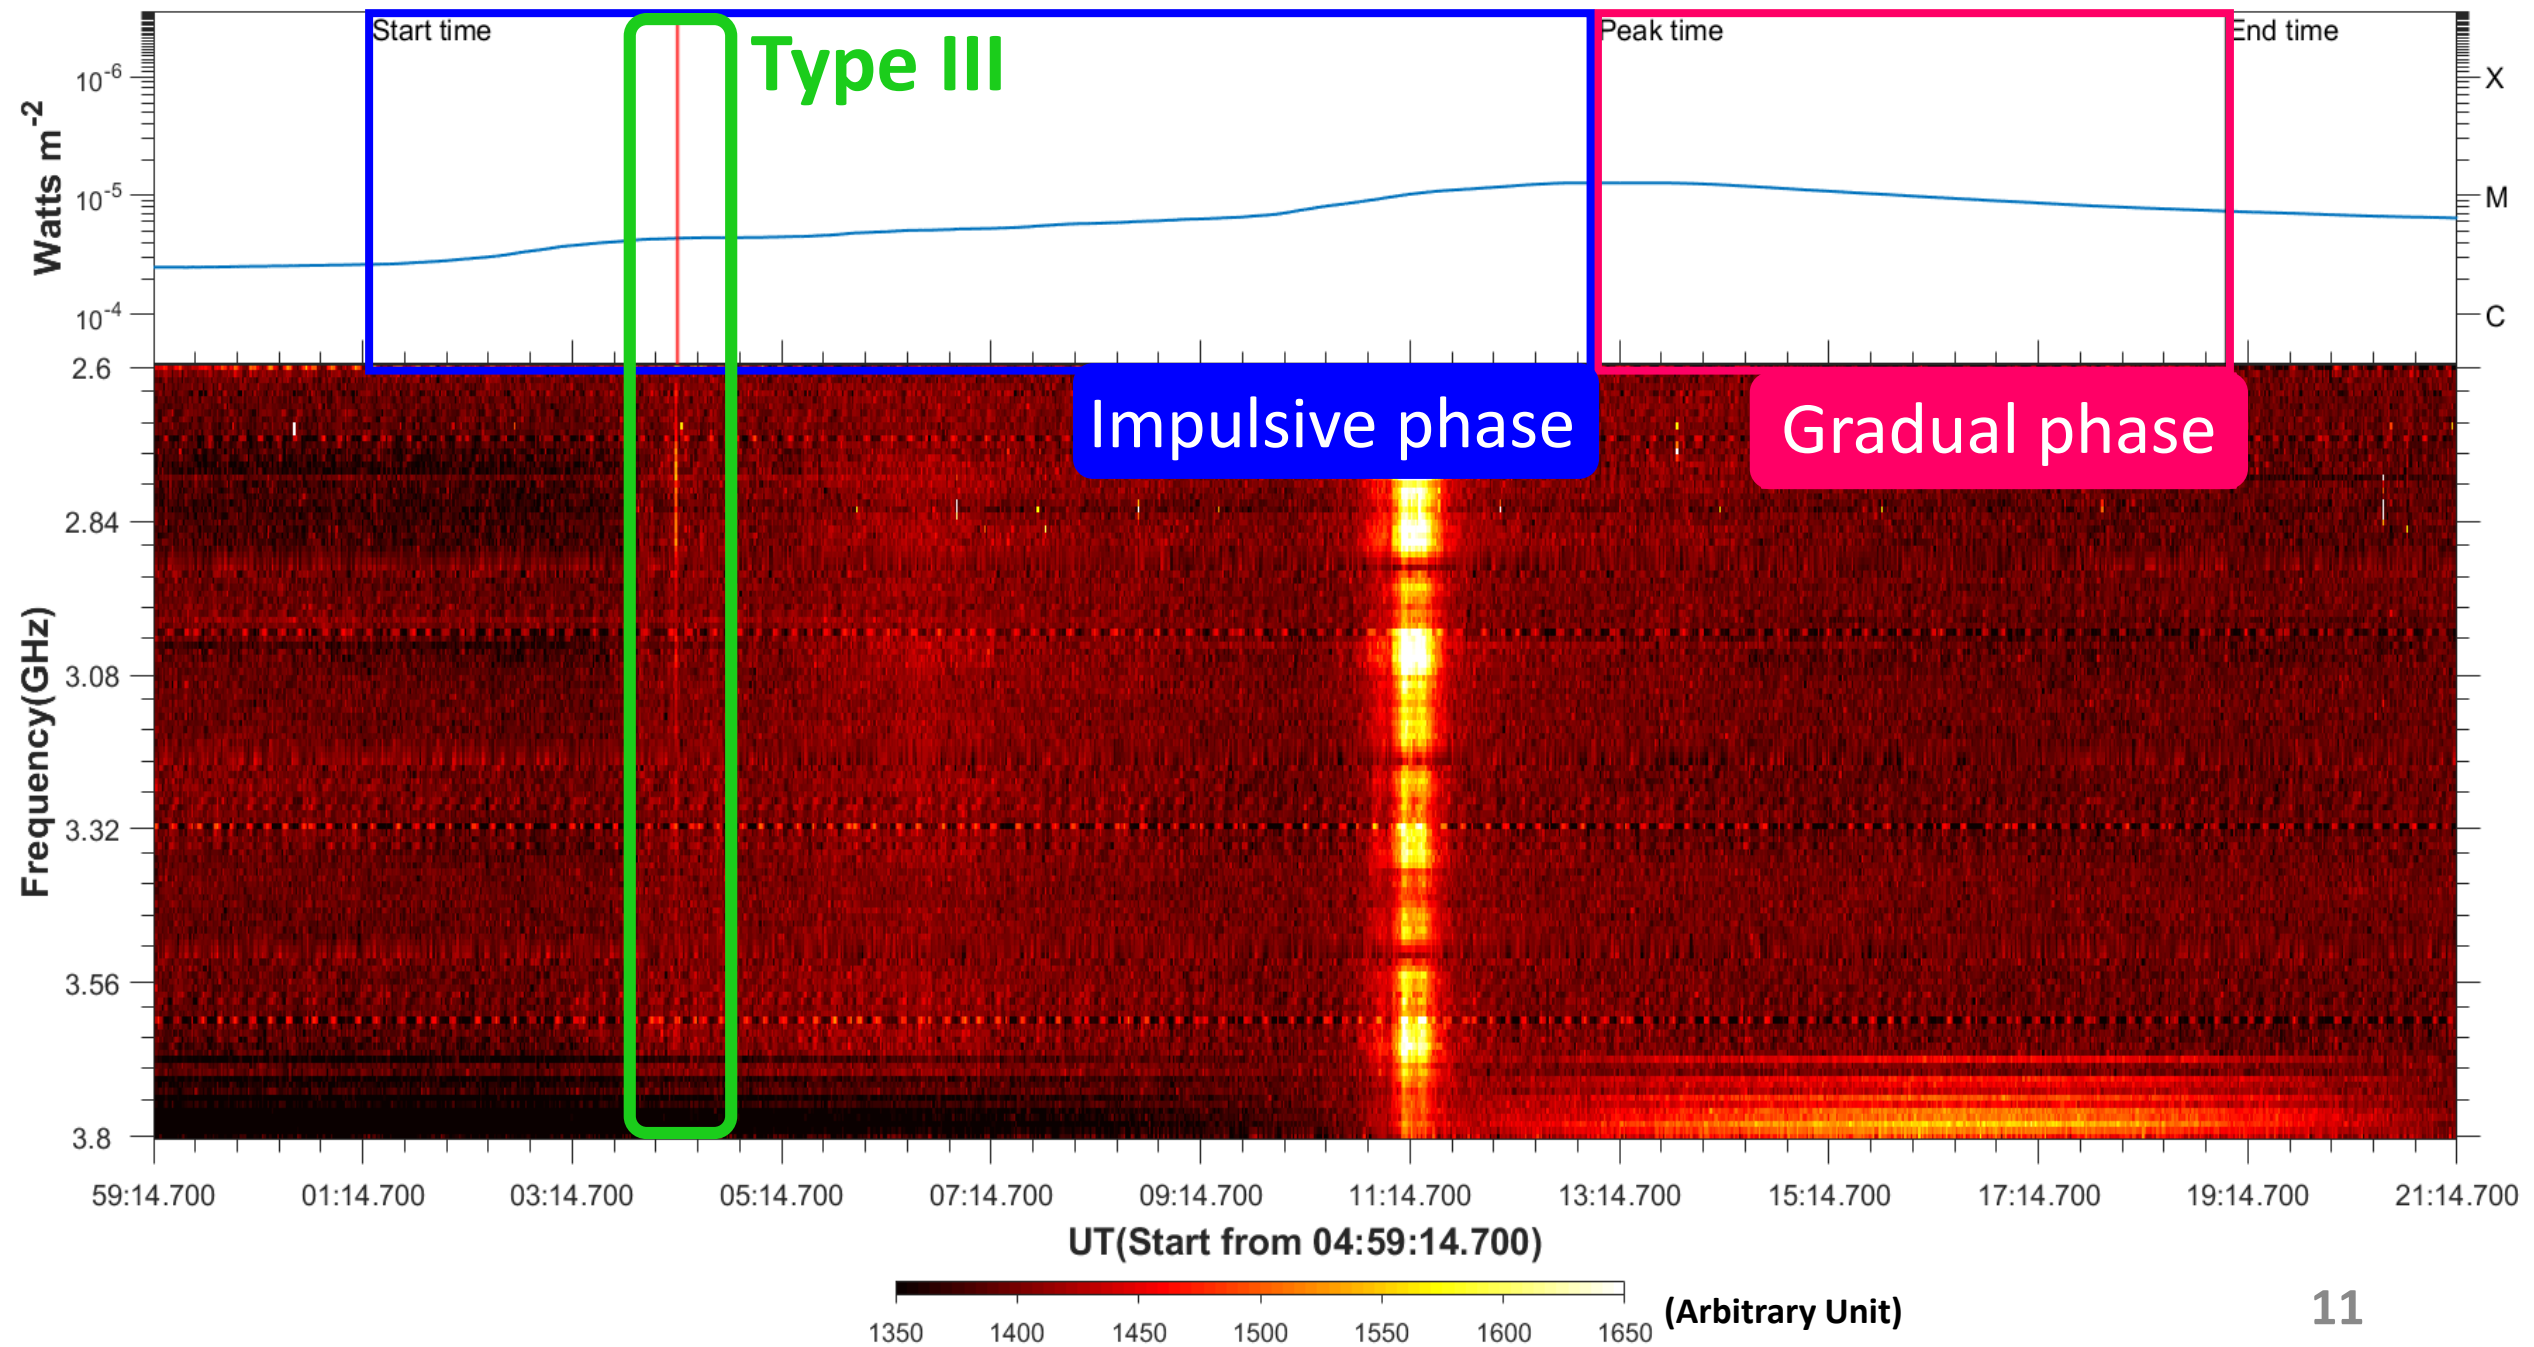 Start time
Peak time
End time
Type III
Watts m-2
10-6
10-5
10-4
X
M
C
Impulsive phase
Gradual phase
Frequency(GHz)
2.6
2.84
3.08
3.32
3.56
3.8
59:14.700 01:14.700 03:14.700 05:14.700 07:14.700 09:14.700 11:14.700 13:14.700 15:14.700 17:14.700 19:14.700 21:14.700
UT(Start from 04:59:14.700)
1350 1400 1450 1500 1550 1600 1650
(Arbitrary Unit)
11